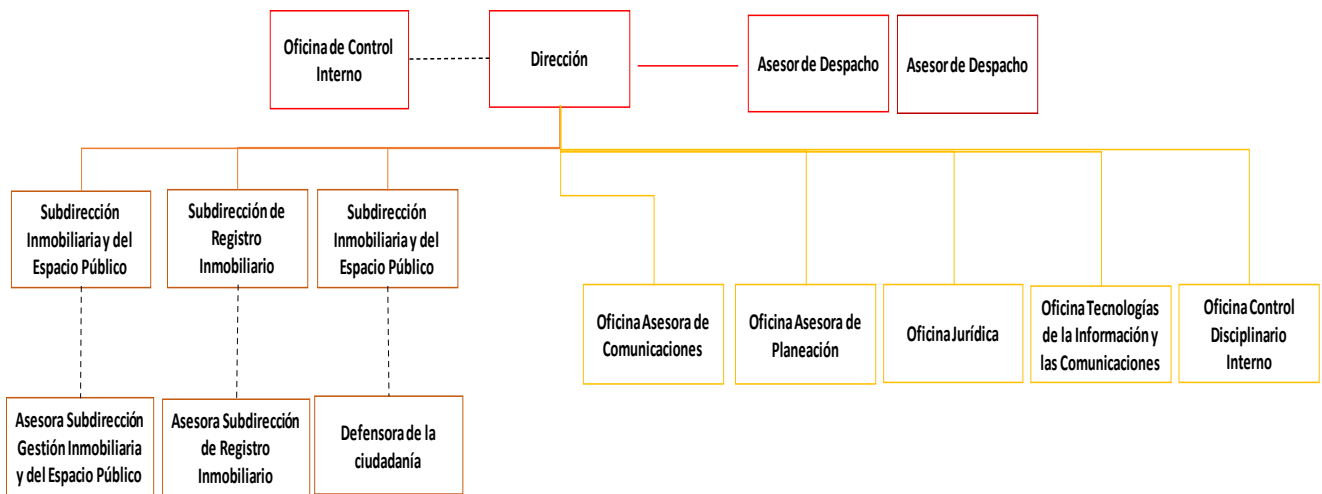 Oficina de Control
Interno
Dirección
Asesor de Despacho
Asesor de Despacho
Subdirección
Inmobiliaria y del
Espacio Público
Subdirección de
Registro
Inmobiliario
Subdirección
Inmobiliaria y del
Espacio Público
Oficina Asesora de
Comunicaciones
Oficina Asesora de
Planeación
Oficina Jurídica
Oficina Tecnologías
de la Información y
las Comunicaciones
Oficina Control
Disciplinario
Interno
Asesora Subdirección
Gestión Inmobiliaria
y del Espacio Público
Asesora Subdirección
de Registro
Inmobiliario
Defensora de la
ciudadanía